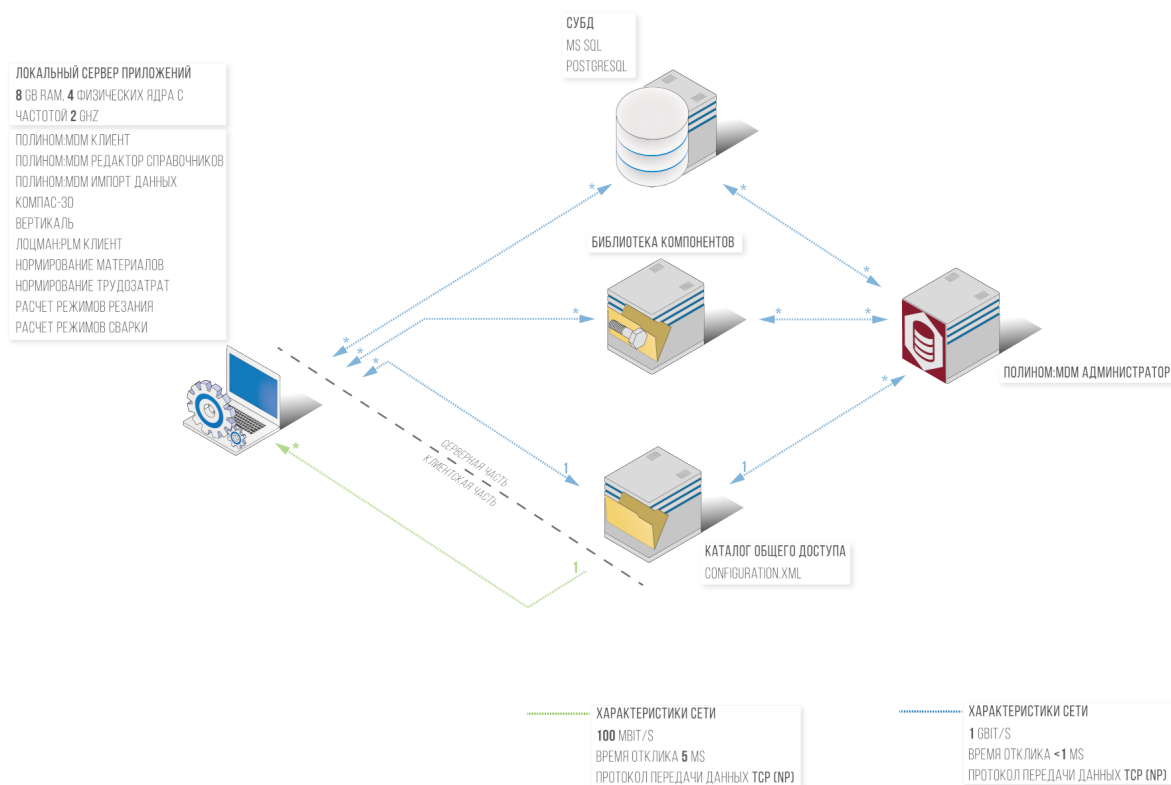 СУБД
MS SQL
POSTGRESQL
ЛОКАЛЬНЫЙ СЕРВЕР ПРИЛОЖЕНИЙ
8 GB RAM, 4 ФИЗИЧЕСКИХ ЯДРА С
ЧАСТОТОЙ 2 GHZ
ПОЛИНОМ:MDM КЛИЕНТ
ПОЛИНОМ:MDM РЕДАКТОР СПРАВОЧНИКОВ
ПОЛИНОМ:MDM ИМПОРТ ДАННЫХ
КОМПАС-3D
ВЕРТИКАЛЬ
ЛОЦМАН:PLM КЛИЕНТ
НОРМИРОВАНИЕ МАТЕРИАЛОВ
НОРМИРОВАНИЕ ТРУДОЗАТРАТ
РАСЧЕТ РЕЖИМОВ РЕЗАНИЯ
РАСЧЕТ РЕЖИМОВ СВАРКИ
*
*
БИБЛИОТЕКА КОМПОНЕНТОВ
*
*
*
*
*
*
*
*
ПОЛИНОМ:MDM АДМИНИСТРАТОР
*
СЕРВЕРНАЯ ЧАСТЬ
КЛИЕНТСКАЯ ЧАСТЬ
1
1
КАТАЛОГ ОБЩЕГО ДОСТУПА
CONFIGURATION.XML
1
ХАРАКТЕРИСТИКИ СЕТИ
100 MBIT/S
ВРЕМЯ ОТКЛИКА 5 MS
ПРОТОКОЛ ПЕРЕДАЧИ ДАННЫХ TCP (NP)
ХАРАКТЕРИСТИКИ СЕТИ
1 GBIT/S
ВРЕМЯ ОТКЛИКА <1 MS
ПРОТОКОЛ ПЕРЕДАЧИ ДАННЫХ TCP (NP)